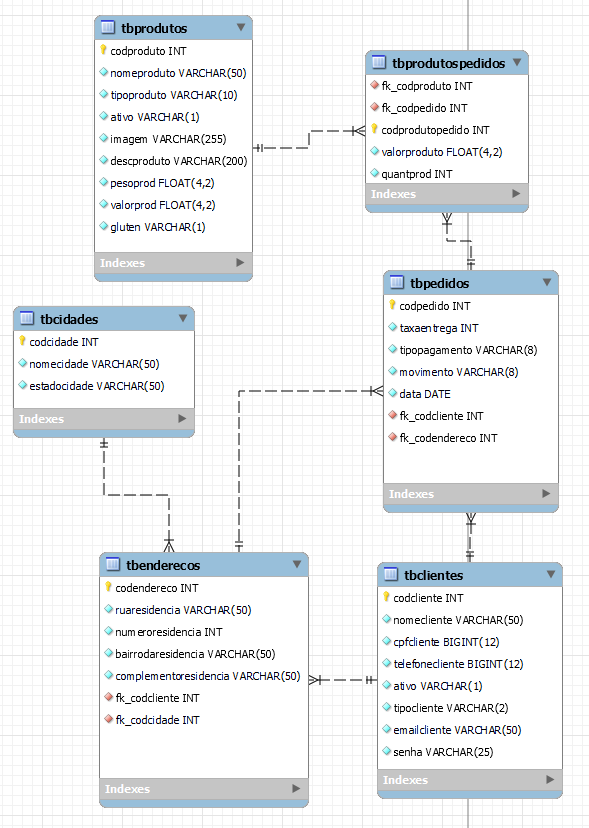 tbprodutos
codproduto INT
nomeproduto VARCHAR(50)
tipoproduto VARCHAR(10)
ativo VARCHAR(1)
imagem VARCHAR(255)
descproduto VARCHAR(200)
pesoprod FLOAT(4,2)
valorprod FLOAT(4,2)
gluten VARCHAR(1)
Indexes
tbprodutospedidos
fk_codproduto INT
fk_codpedido INT
codprodutopedido INT
valorproduto FLOAT(4,2)
quantprod INT
Indexes
tbcidades
codcidade INT
nomecidade VARCHAR(50)
estadocidade VARCHAR(50)
Indexes
tbpedidos
codpedido INT
taxaentrega INT
tipopagamento VARCHAR(8)
movimento VARCHAR(8)
data DATE
fk_codcliente INT
fk_codendereco INT
Indexes
tbenderecos
codendereco INT
ruaresidencia VARCHAR(50)
numeroresidencia INT
bairrodaresidencia VARCHAR(50)
complementoresidencia VARCHAR(50)
fk_codcliente INT
fk_codcidade INT
Indexes
tbclientes
codcliente INT
nomecliente VARCHAR(50)
cpfcliente BIGINT(12)
telefonecliente BIGINT(12)
ativo VARCHAR(1)
tipocliente VARCHAR(2)
emailcliente VARCHAR(50)
senha VARCHAR(25)
Indexes